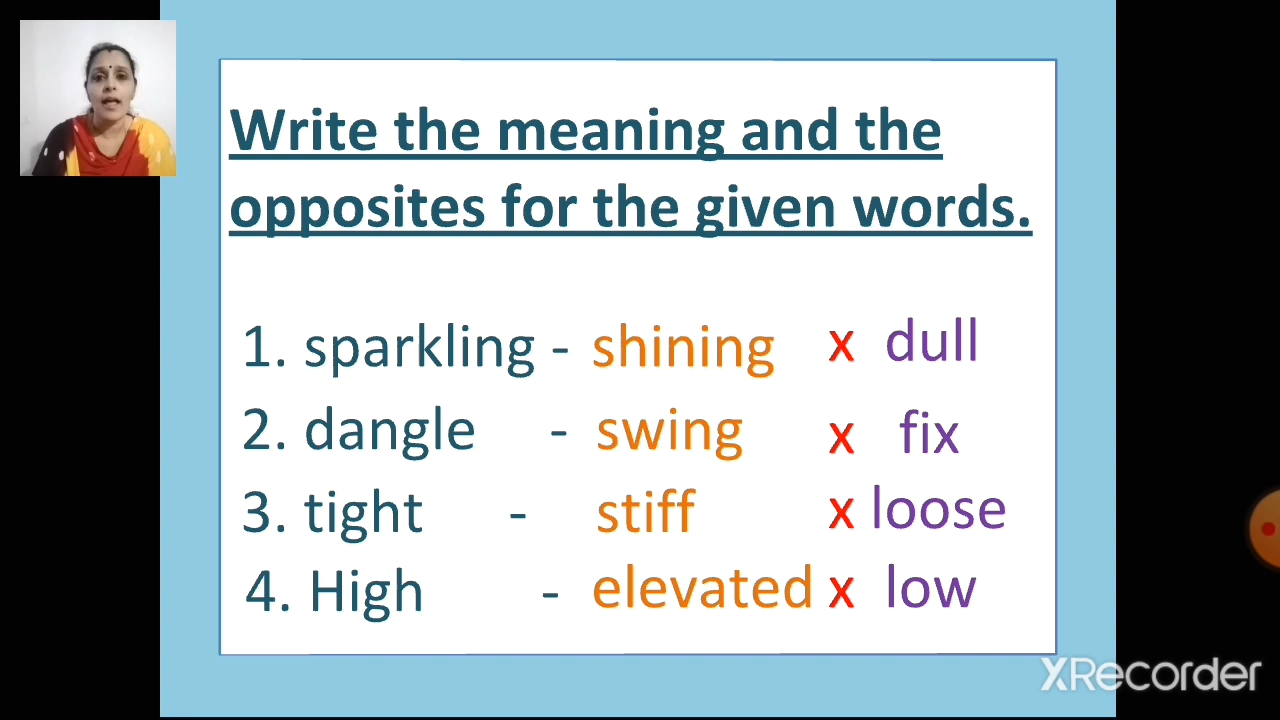 Write the meaning and the
opposites for the given words.
1. sparkling - shining x dull
2. dangle - swing x fix
3. tight - stiff x loose
4. High - elevated x low
XRecorder